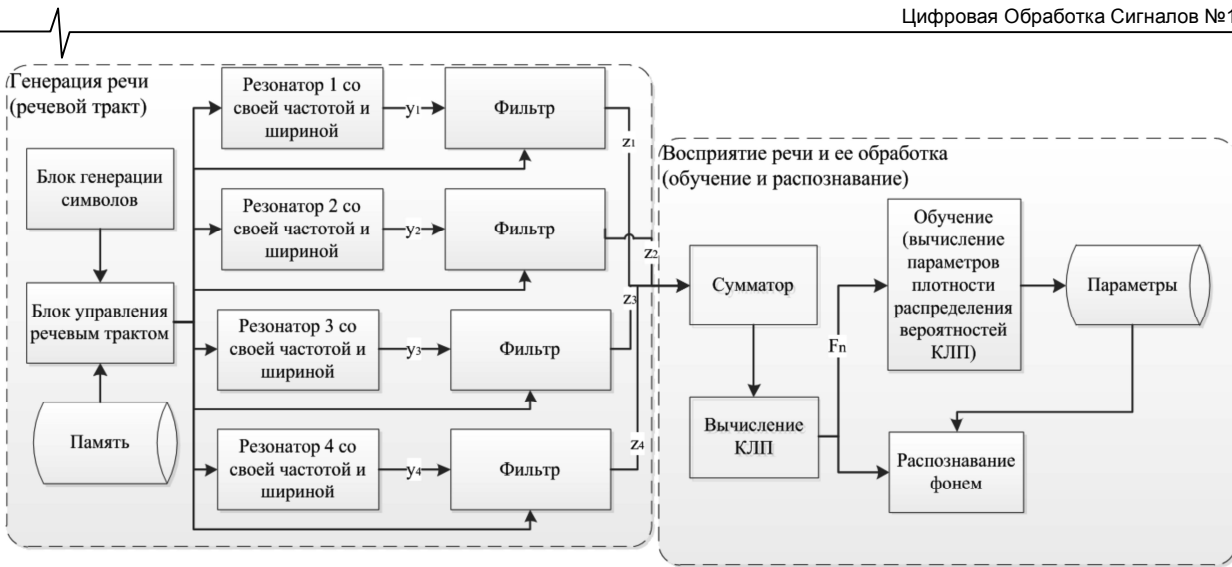 Цифровая Обработка Сигналов №1
Генерация речи
(речевой тракт)
Блок генерации
символов
Блок управления
речевым трактом
Память
Резонатор 1 со
своей частотой и
шириной
y1
Фильтр
z1
Резонатор 2 со
своей частотой и
шириной
y2
Фильтр
z2
Резонатор 3 со
своей частотой и
шириной
y3
Фильтр
z3
Резонатор 4 со
своей частотой и
шириной
y4
Фильтр
z4
Восприятие речи и ее обработка
(обучение и распознавание)
Сумматор
Вычисление
КЛП
Fn
Обучение
(вычисление
параметров
плотности
распределения
вероятностей
КЛП)
Параметры
Распознавание
фонем